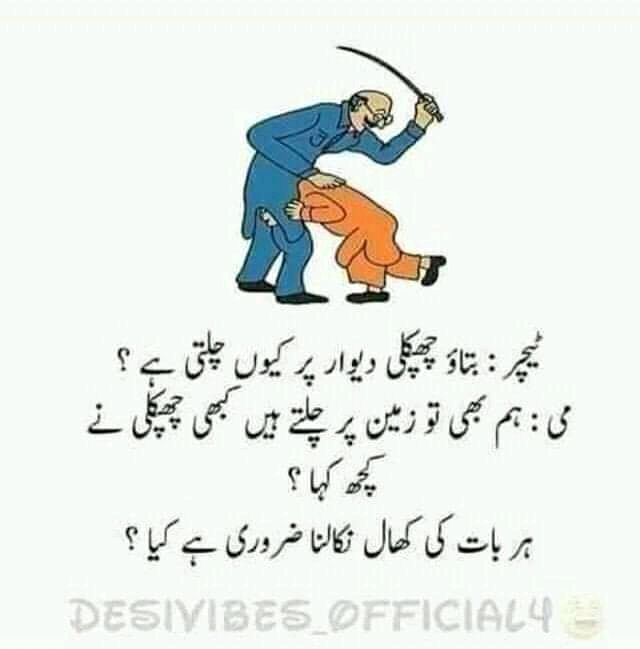 ٹیچر : بتاؤ چھپکلی دیوار پر کیوں چلتی ہے ؟
می : ہم بھی تو زمین پر چلتے ہیں کبھی چھپکلی نے
کچھ کہا ؟
ہر بات کی کھال نکالنا ضروری ہے کیا ؟
DESIVIBES_OFFICIAL4